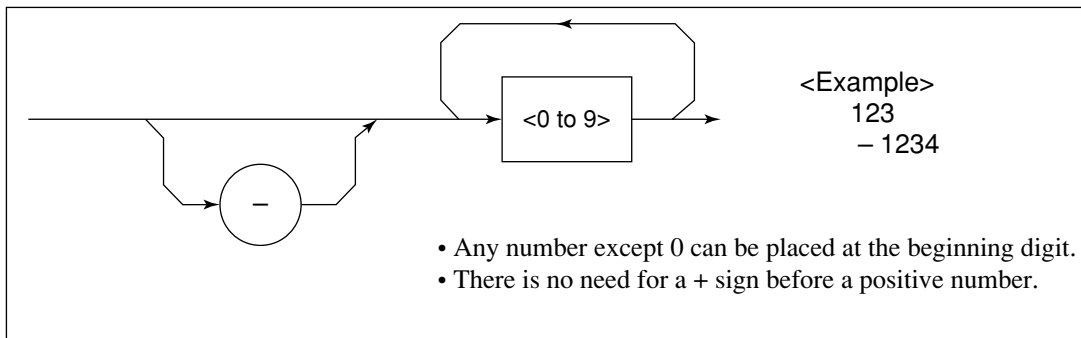 <0 to 9>
–
<Example>
123
– 1234
• Any number except 0 can be placed at the beginning digit.
• There is no need for a + sign before a positive number.